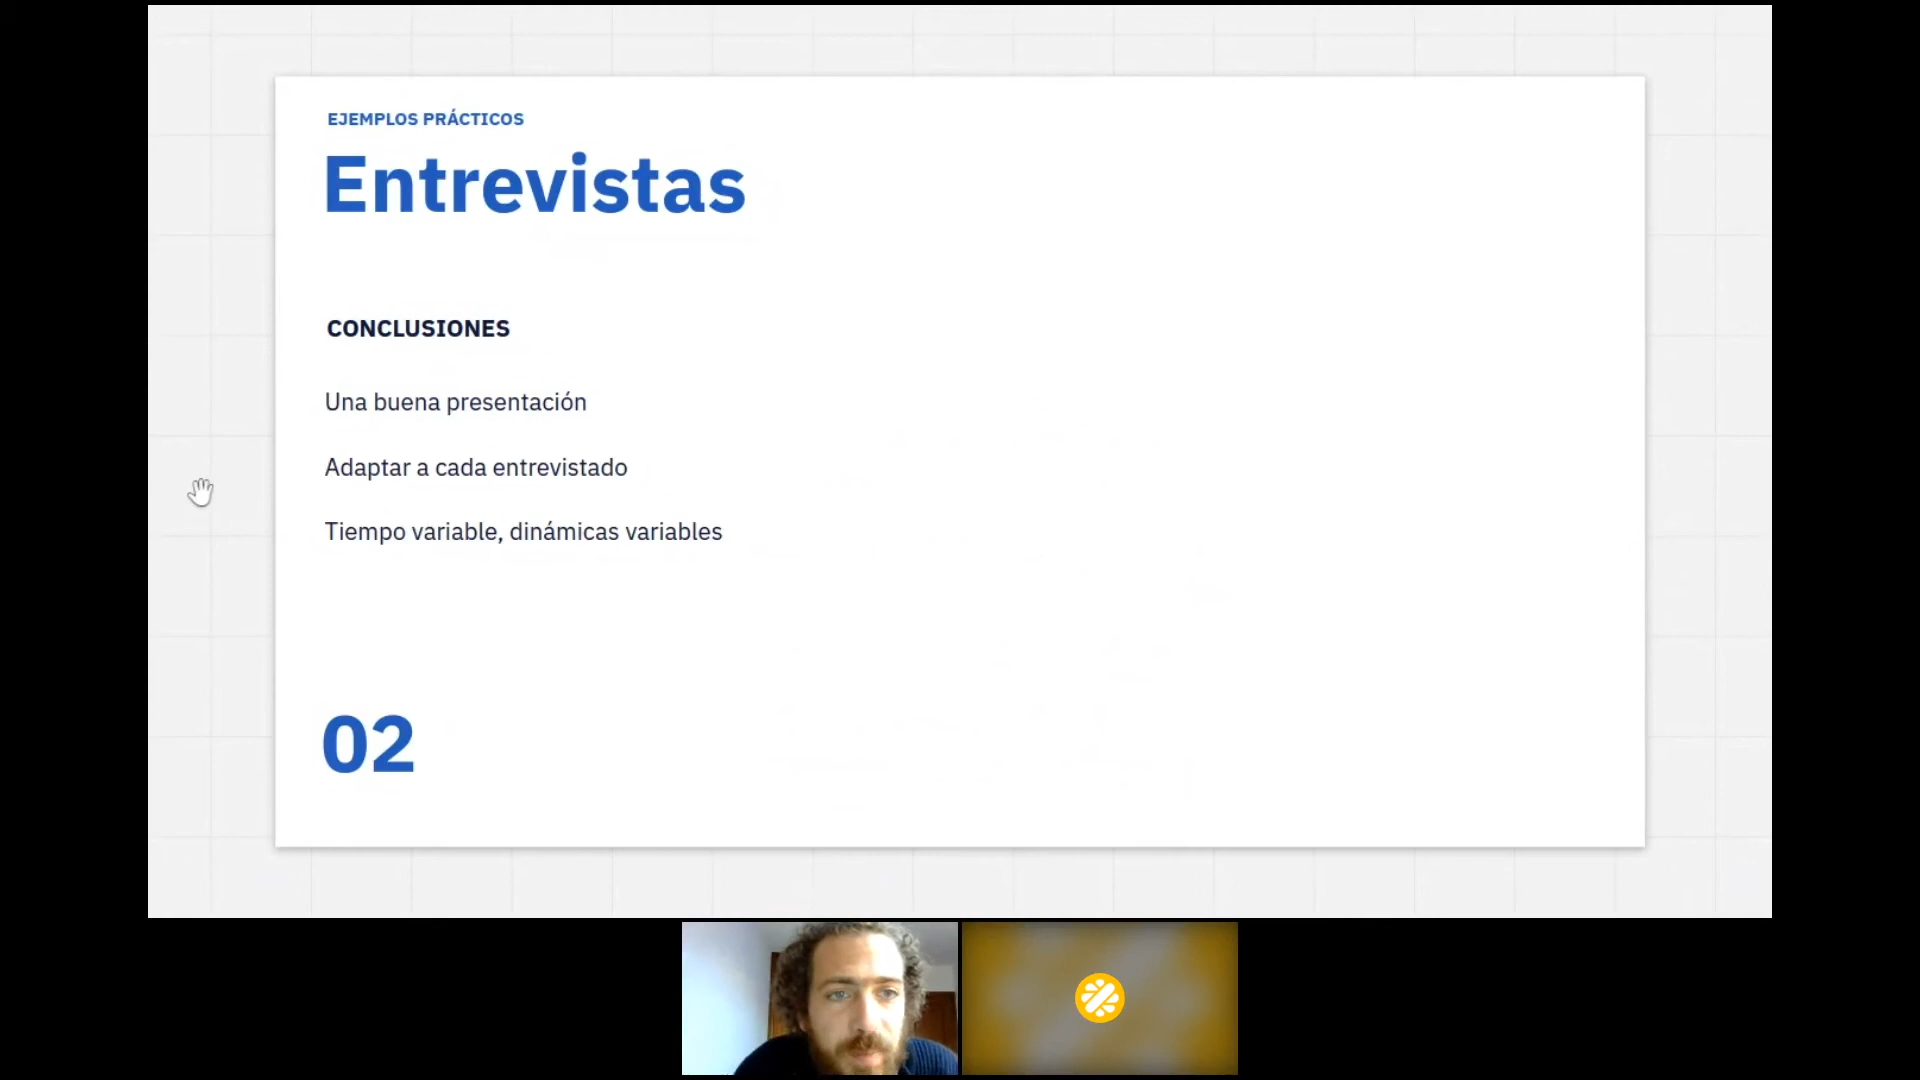 EJEMPLOS PRÁCTICOS
Entrevistas
CONCLUSIONES
Una buena presentación
Adaptar a cada entrevistado
Tiempo variable, dinámicas variables
02